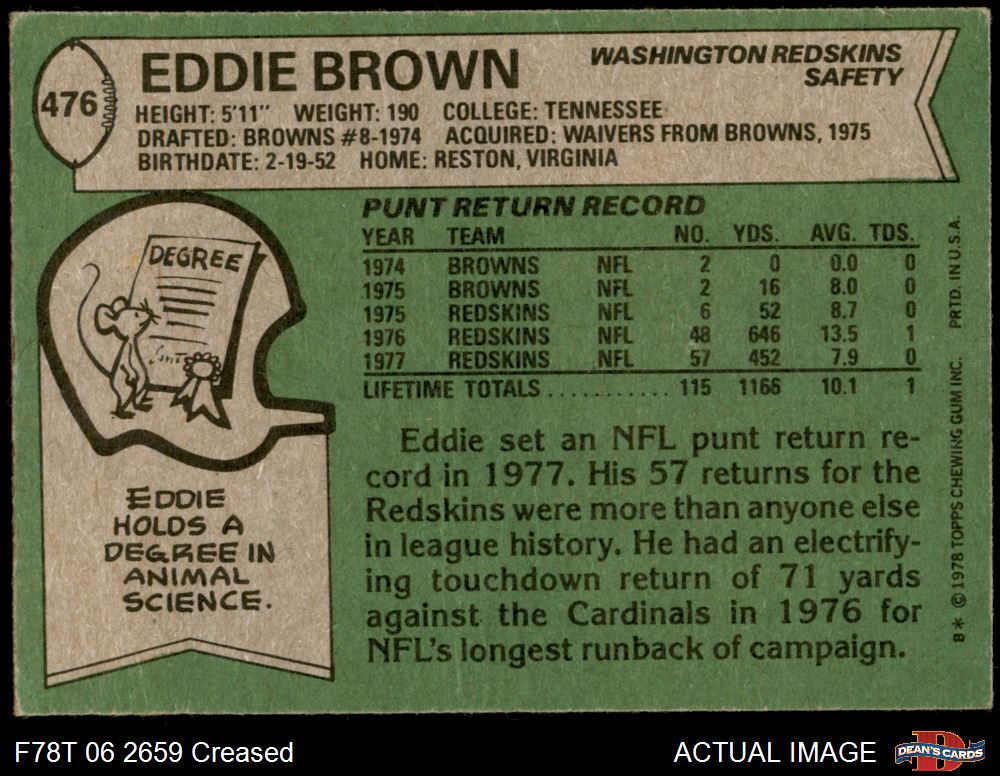 476
EDDIE BROWN
WASHINGTON REDSKINS
SAFETY
HEIGHT: 5'11" WEIGHT: 190 COLLEGE: TENNESSEE
DRAFTED: BROWNS #8-1974 ACQUIRED: WAIVERS FROM BROWNS, 1975
BIRTHDATE: 2-19-52 HOME: RESTON, VIRGINIA
DEGREE
EDDIE
HOLDS A
DEGREE IN
ANIMAL
SCIENCE.
PUNT RETURN RECORD
YEAR TEAM NO. YDS. AVG. TDS.
1974 BROWNS NFL 2 0 0.0 0
1975 BROWNS NFL 2 16 8.0 0
1975 REDSKINS NFL 6 52 8.7 0
1976 REDSKINS NFL 48 646 13.5 1
1977 REDSKINS NFL 57 452 7.9 0
LIFETIME TOTALS ............ 115 1166 10.1 1
Eddie set an NFL punt return re-
cord in 1977. His 57 returns for the
Redskins were more than anyone else
in league history. He had an electrify-
ing touchdown return of 71 yards
against the Cardinals in 1976 for
NFL's longest runback of campaign.
B* © 1978 TOPPS CHEWING GUM INC. PRTD. IN U.S.A.
F78T 06 2659 Creased
ACTUAL IMAGE
D
DEAN'S CARDS